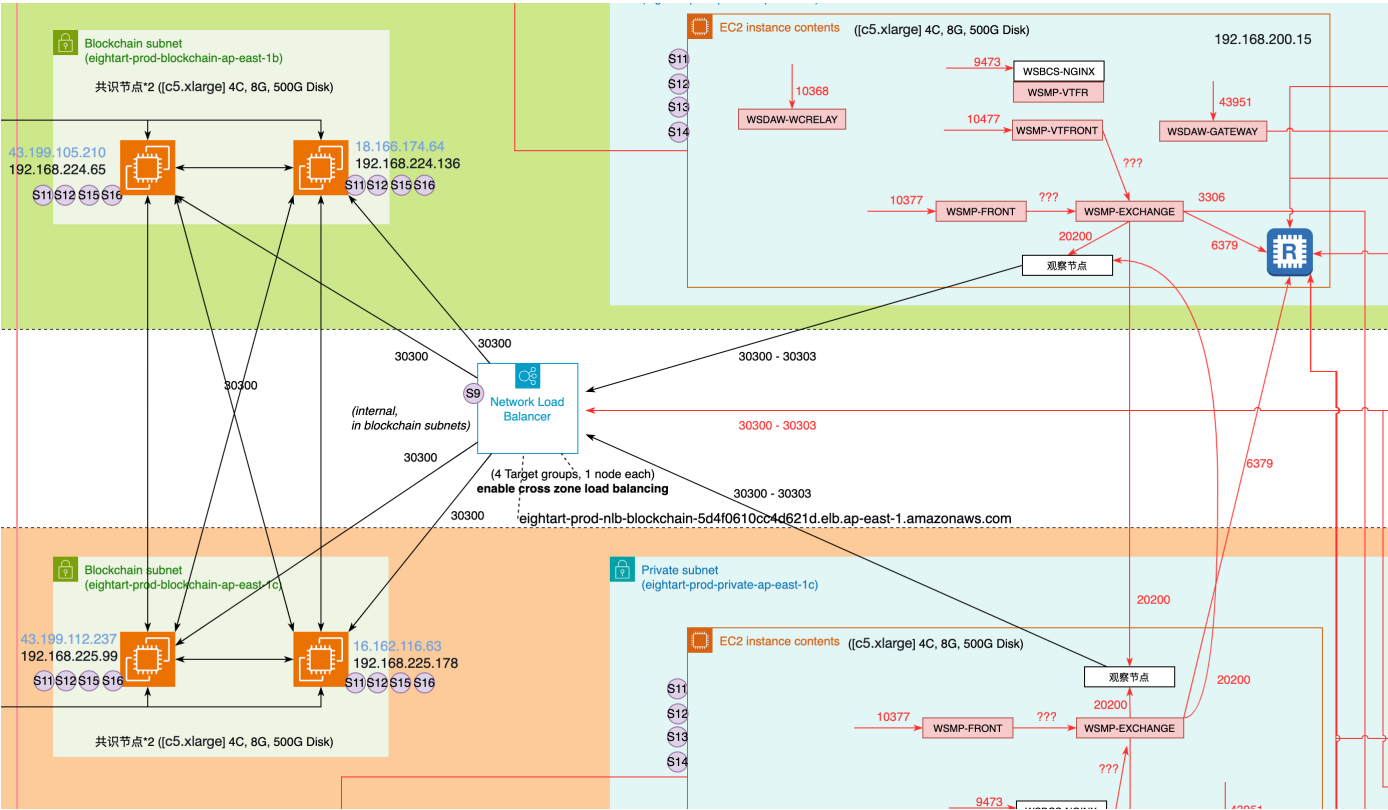 EC2 instance contents
([c5.xlarge] 4C, 8G, 500G Disk)
192.168.200.15
Blockchain subnet
(eightart-prod-blockchain-ap-east-1b)
共识节点*2 ([c5.xlarge] 4C, 8G, 500G Disk)
43.199.105.210
192.168.224.65
S11 S12 S15 S16
18.166.174.64
192.168.224.136
S11 S12 S15 S16
S11
S12
S13
S14
10368
WSDAW-WCRELAY
9473
WSBCS-NGINX
WSMP-VTFR
10477
WSMP-VTFRONT
43951
WSDAW-GATEWAY
???
10377
WSMP-FRONT
???
WSMP-EXCHANGE
3306
20200
6379
R
观察节点
30300
30300
30300
30300 - 30303
S9
Network Load
Balancer
(internal,
in blockchain subnets)
30300 - 30303
30300
(4 Target groups, 1 node each)
enable cross zone load balancing
30300 - 30303
6379
30300
eightart-prod-nlb-blockchain-5d4f0610cc4d621d.elb.ap-east-1.amazonaws.com
Blockchain subnet
(eightart-prod-blockchain-ap-east-1c)
43.199.112.237
192.168.225.99
S11 S12 S15 S16
16.162.116.63
192.168.225.178
S11 S12 S15 S16
共识节点*2 ([c5.xlarge] 4C, 8G, 500G Disk)
Private subnet
(eightart-prod-private-ap-east-1c)
20200
EC2 instance contents
([c5.xlarge] 4C, 8G, 500G Disk)
S11
S12
S13
S14
观察节点
20200
20200
10377
WSMP-FRONT
???
WSMP-EXCHANGE
???
9473
WSBCS-NGINX
43951